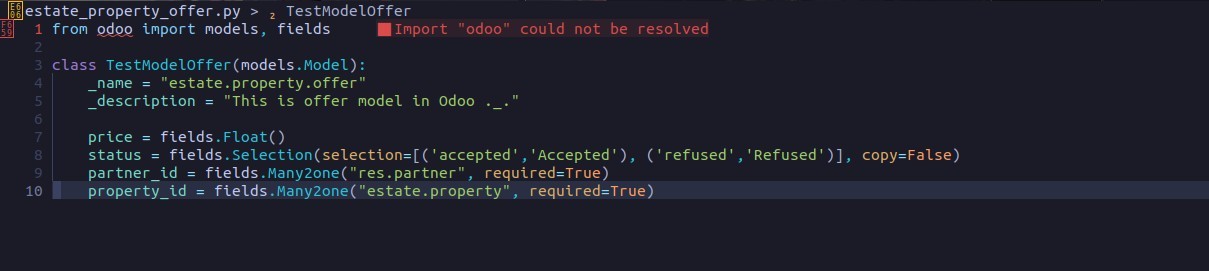 estate_property_offer.py > TestModelOffer
1 from odoo import models, fields Import "odoo" could not be resolved
2
3 class TestModelOffer(models.Model):
4 _name = "estate.property.offer"
5 _description = "This is offer model in Odoo ._."
6
7 price = fields.Float()
8 status = fields.Selection(selection=[('accepted','Accepted'), ('refused','Refused')], copy=False)
9 partner_id = fields.Many2one("res.partner", required=True)
10 property_id = fields.Many2one("estate.property", required=True)